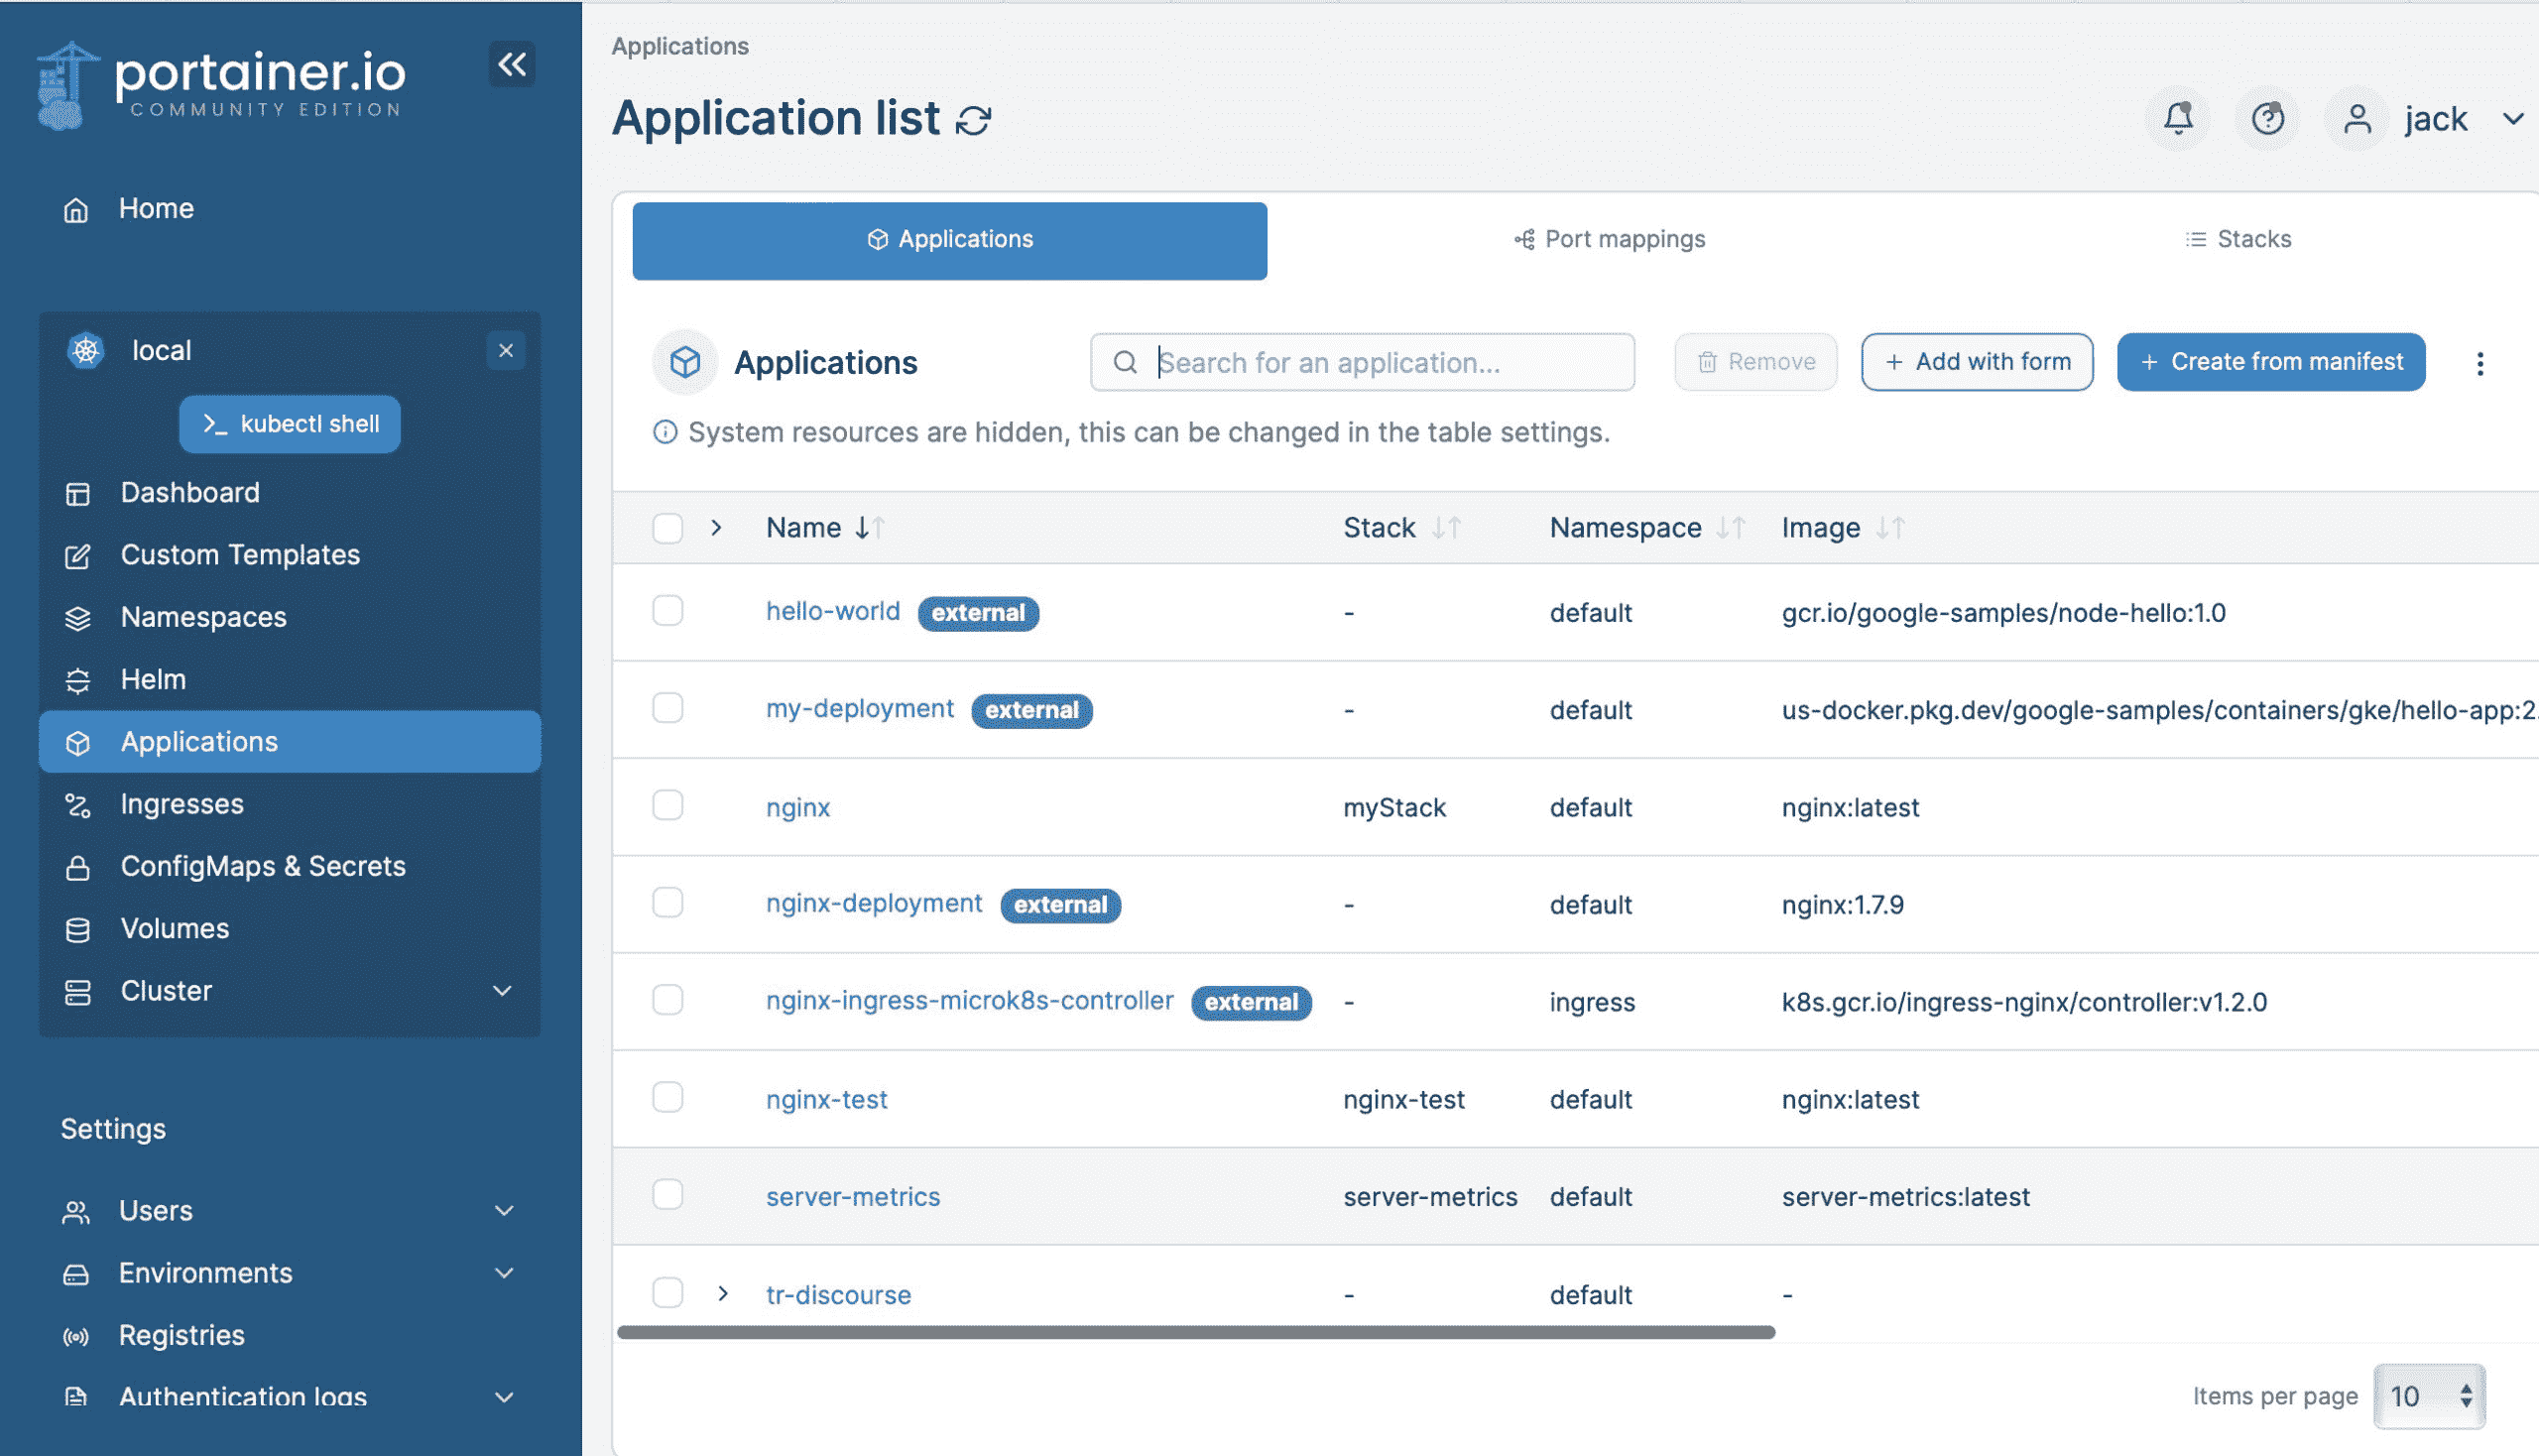 portainer.io
COMMUNITY EDITION
Home
local
kubectl shell
Dashboard
Custom Templates
Namespaces
Helm
Applications
Ingresses
ConfigMaps & Secrets
Volumes
Cluster
Settings
Users
Environments
Registries
Authentication logs
Applications
Application list
jack
Applications Port mappings Stacks
Applications Search for an application... Remove + Add with form + Create from manifest
System resources are hidden, this can be changed in the table settings.
Name Stack Namespace Image
hello-world external - default gcr.io/google-samples/node-hello:1.0
my-deployment external - default us-docker.pkg.dev/google-samples/containers/gke/hello-app:2.
nginx myStack default nginx:latest
nginx-deployment external - default nginx:1.7.9
nginx-ingress-microk8s-controller external - ingress k8s.gcr.io/ingress-nginx/controller:v1.2.0
nginx-test nginx-test default nginx:latest
server-metrics server-metrics default server-metrics:latest
tr-discourse - default -
Items per page 10